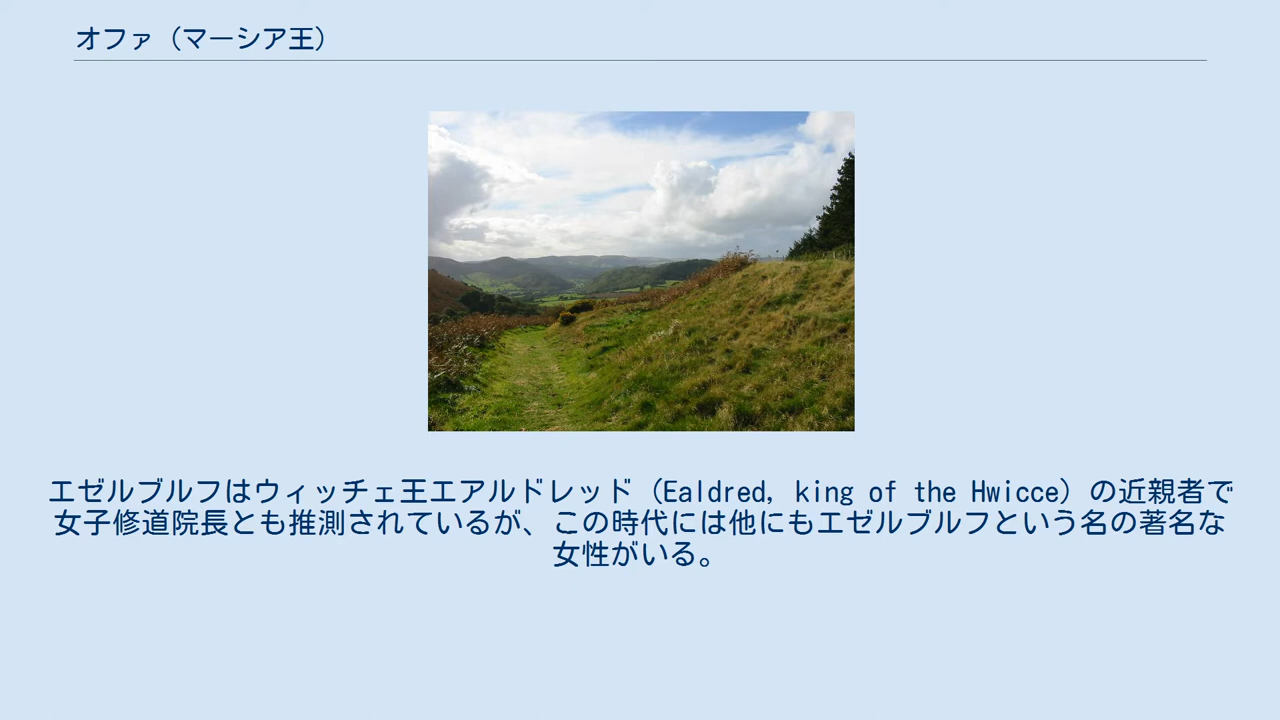 オファ（マーシア王）
エゼルブルフはウィッチェ王エアルドレッド（Ealdred, king of the Hwicce）の近親者で
女子修道院長とも推測されているが、この時代には他にもエゼルブルフという名の著名な
女性がいる。